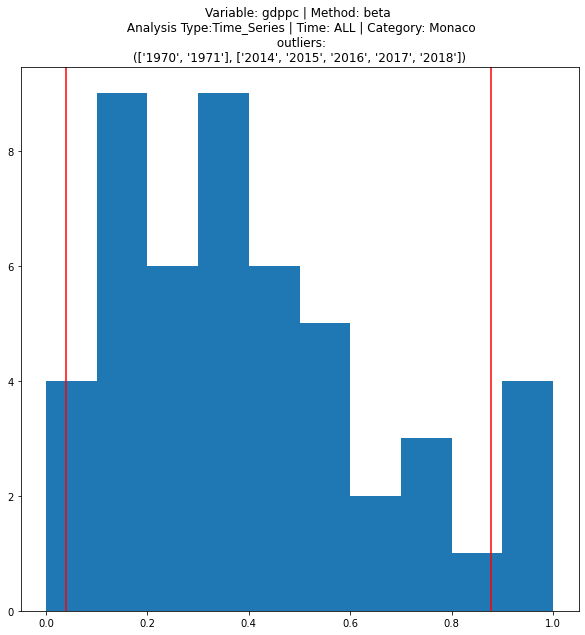 Variable: gdppc | Method: beta
Analysis Type:Time_Series | Time: ALL | Category: Monaco
outliers:
(['1970', '1971'], ['2014', '2015', '2016', '2017', '2018'])
8
6
4
2
0
0.0 0.2 0.4 0.6 0.8 1.0